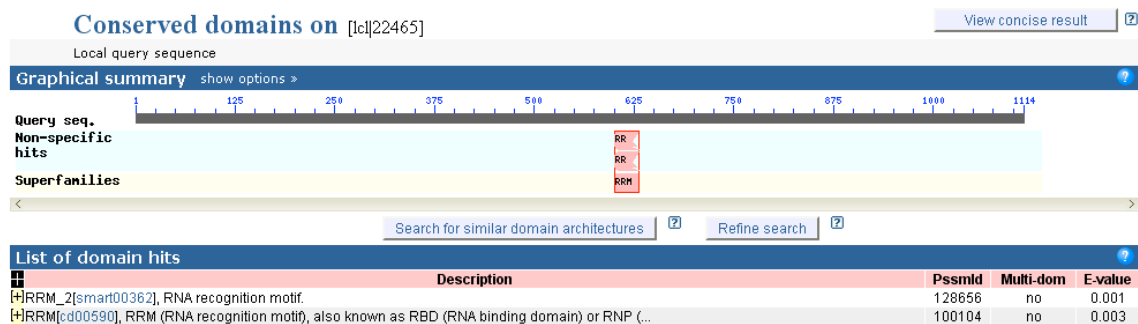 Conserved domains on [lcl|22465]
View concise result ?
Local query sequence
Graphical summary show options » ?
1 125 250 375 500 625 750 875 1000 1114
Query seq.
Non-specific hits
RR
RR
Superfamilies
RRM
< >
Search for similar domain architectures ? Refine search ?
List of domain hits ?
+ Description PssmId Multi-dom E-value
[+]RRM_2[smart00362], RNA recognition motif. 128656 no 0.001
[+]RRM[cd00590], RRM (RNA recognition motif), also known as RBD (RNA binding domain) or RNP (... 100104 no 0.003